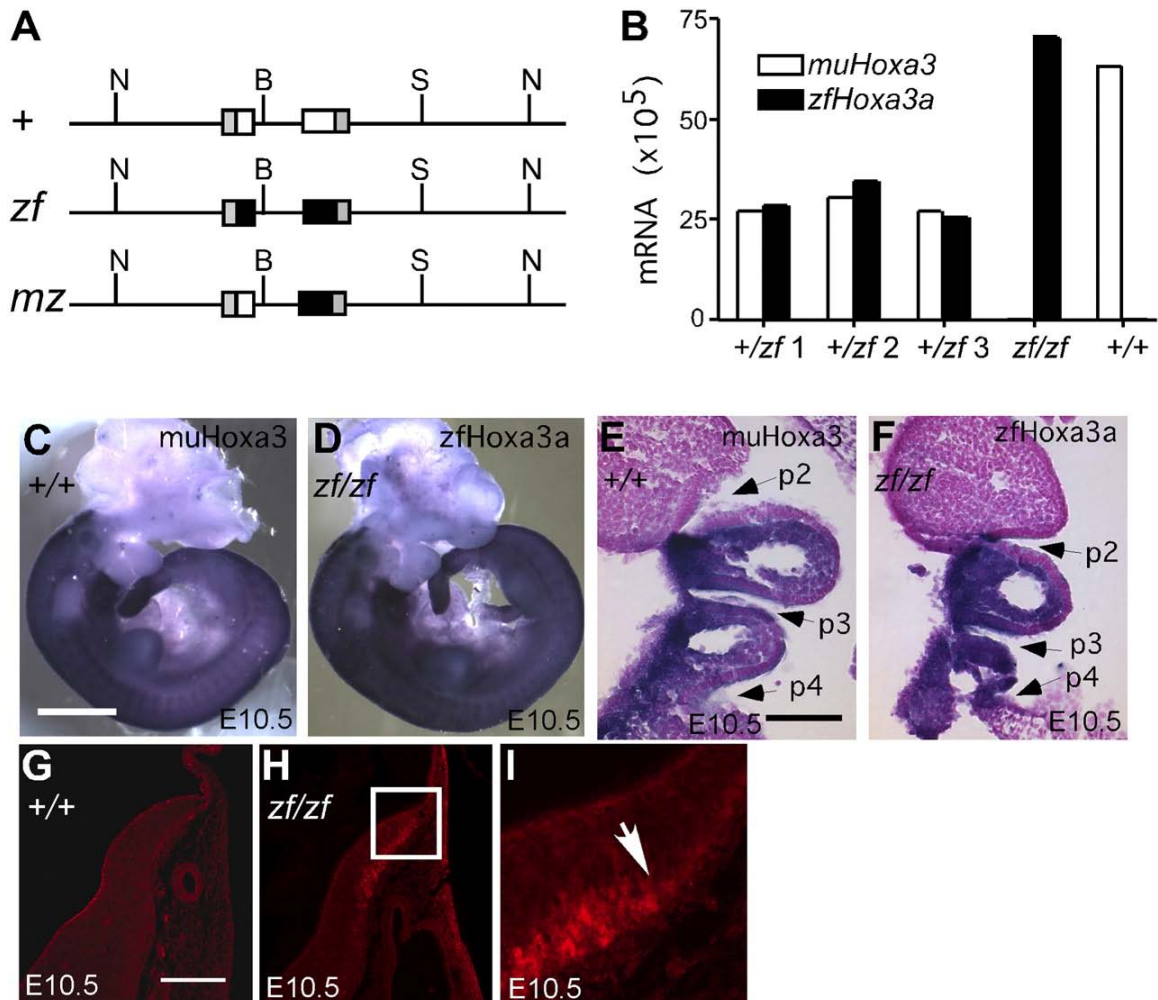 A
N B S N
+
N B S N
zf
N B S N
mz
B
75
50
25
0
mRNA (x10⁵)
muHoxa3
zfHoxa3a
+/zf 1 +/zf 2 +/zf 3 zf/zf +/+
C muHoxa3
+/+
E10.5
D zfHoxa3a
zf/zf
E10.5
E muHoxa3
+/+
p2
p3
p4
E10.5
F zfHoxa3a
zf/zf
p2
p3
p4
E10.5
G
+/+
E10.5
H
zf/zf
E10.5
I
E10.5